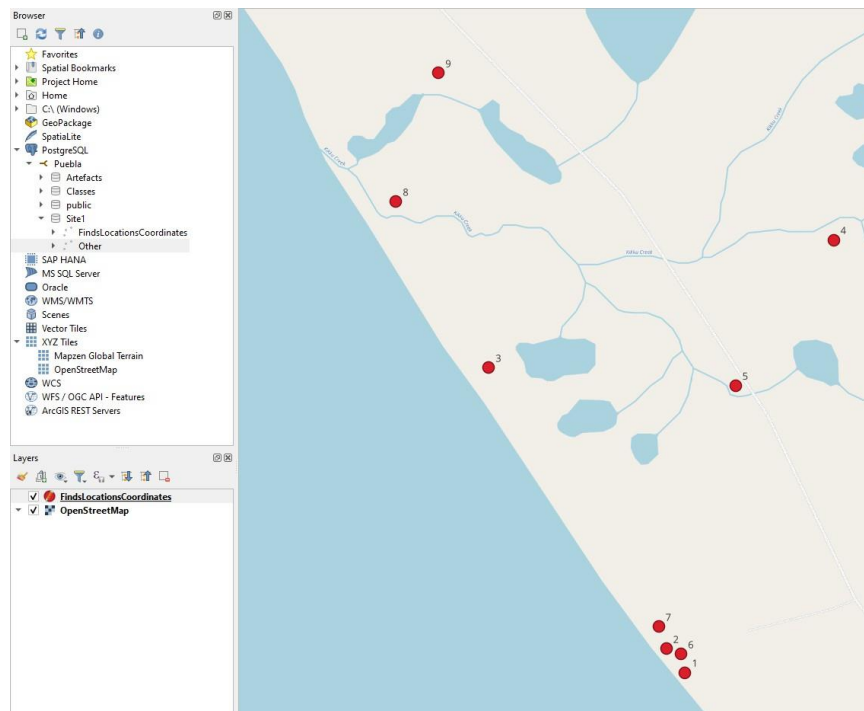 Browser
Favorites
Spatial Bookmarks
Project Home
Home
C:\ (Windows)
GeoPackage
SpatiaLite
PostgreSQL
Puebla
Artefacts
Classes
public
Site1
FindsLocationsCoordinates
Other
SAP HANA
MS SQL Server
Oracle
WMS/WMTS
Scenes
Vector Tiles
XYZ Tiles
Mapzen Global Terrain
OpenStreetMap
WCS
WFS / OGC API - Features
ArcGIS REST Servers
Layers
FindsLocationsCoordinates
OpenStreetMap
9
8
4
3
5
7
2
6
1